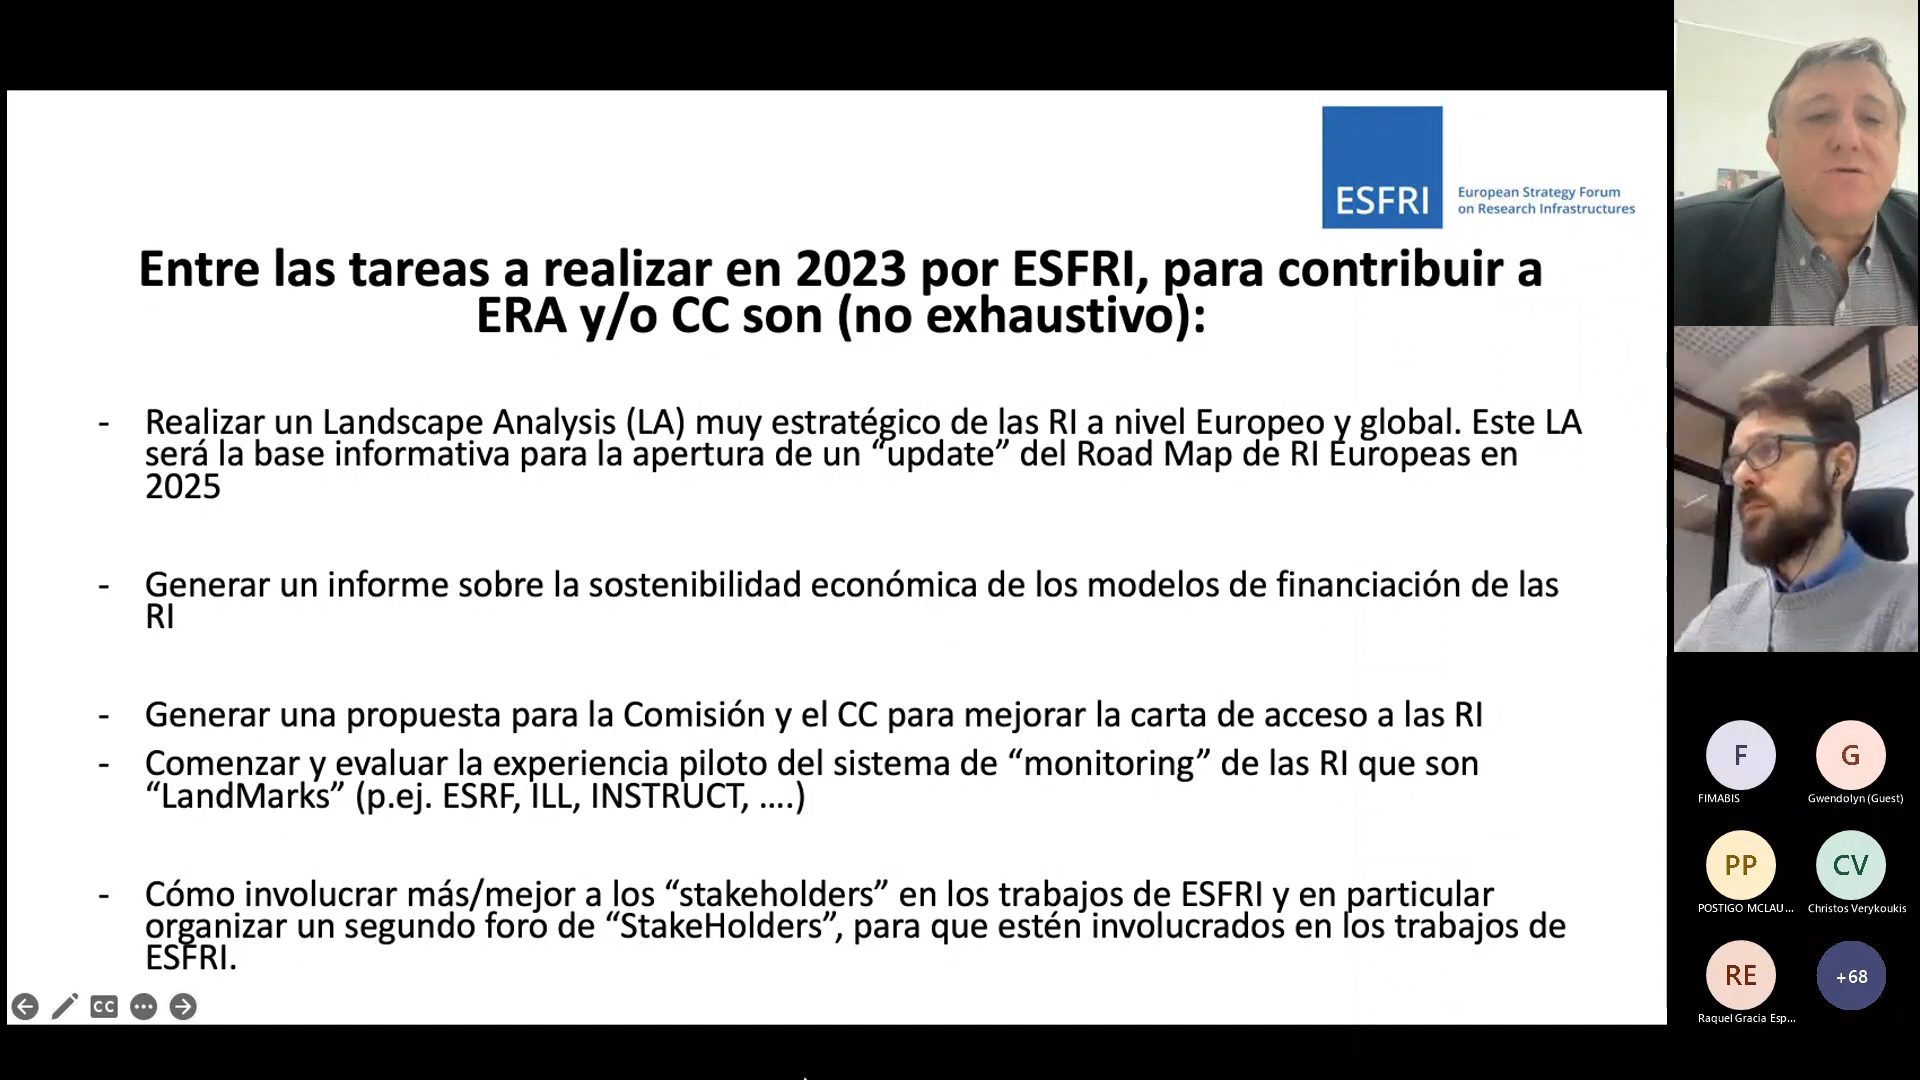 ESFRI
European Strategy Forum
on Research Infrastructures
Entre las tareas a realizar en 2023 por ESFRI, para contribuir a
ERA y/o CC son (no exhaustivo):
- Realizar un Landscape Analysis (LA) muy estratégico de las RI a nivel Europeo y global. Este LA
será la base informativa para la apertura de un “update” del Road Map de RI Europeas en
2025
- Generar un informe sobre la sostenibilidad económica de los modelos de financiación de las
RI
- Generar una propuesta para la Comisión y el CC para mejorar la carta de acceso a las RI
- Comenzar y evaluar la experiencia piloto del sistema de “monitoring” de las RI que son
“LandMarks” (p.ej. ESRF, ILL, INSTRUCT, ....)
- Cómo involucrar más/mejor a los “stakeholders” en los trabajos de ESFRI y en particular
organizar un segundo foro de “StakeHolders”, para que estén involucrados en los trabajos de
ESFRI.
CC
F
FIMABIS
G
Gwendolyn (Guest)
PP
POSTIGO MCLAU...
CV
Christos Verykoukis
RE
Raquel Gracia Esp...
+68